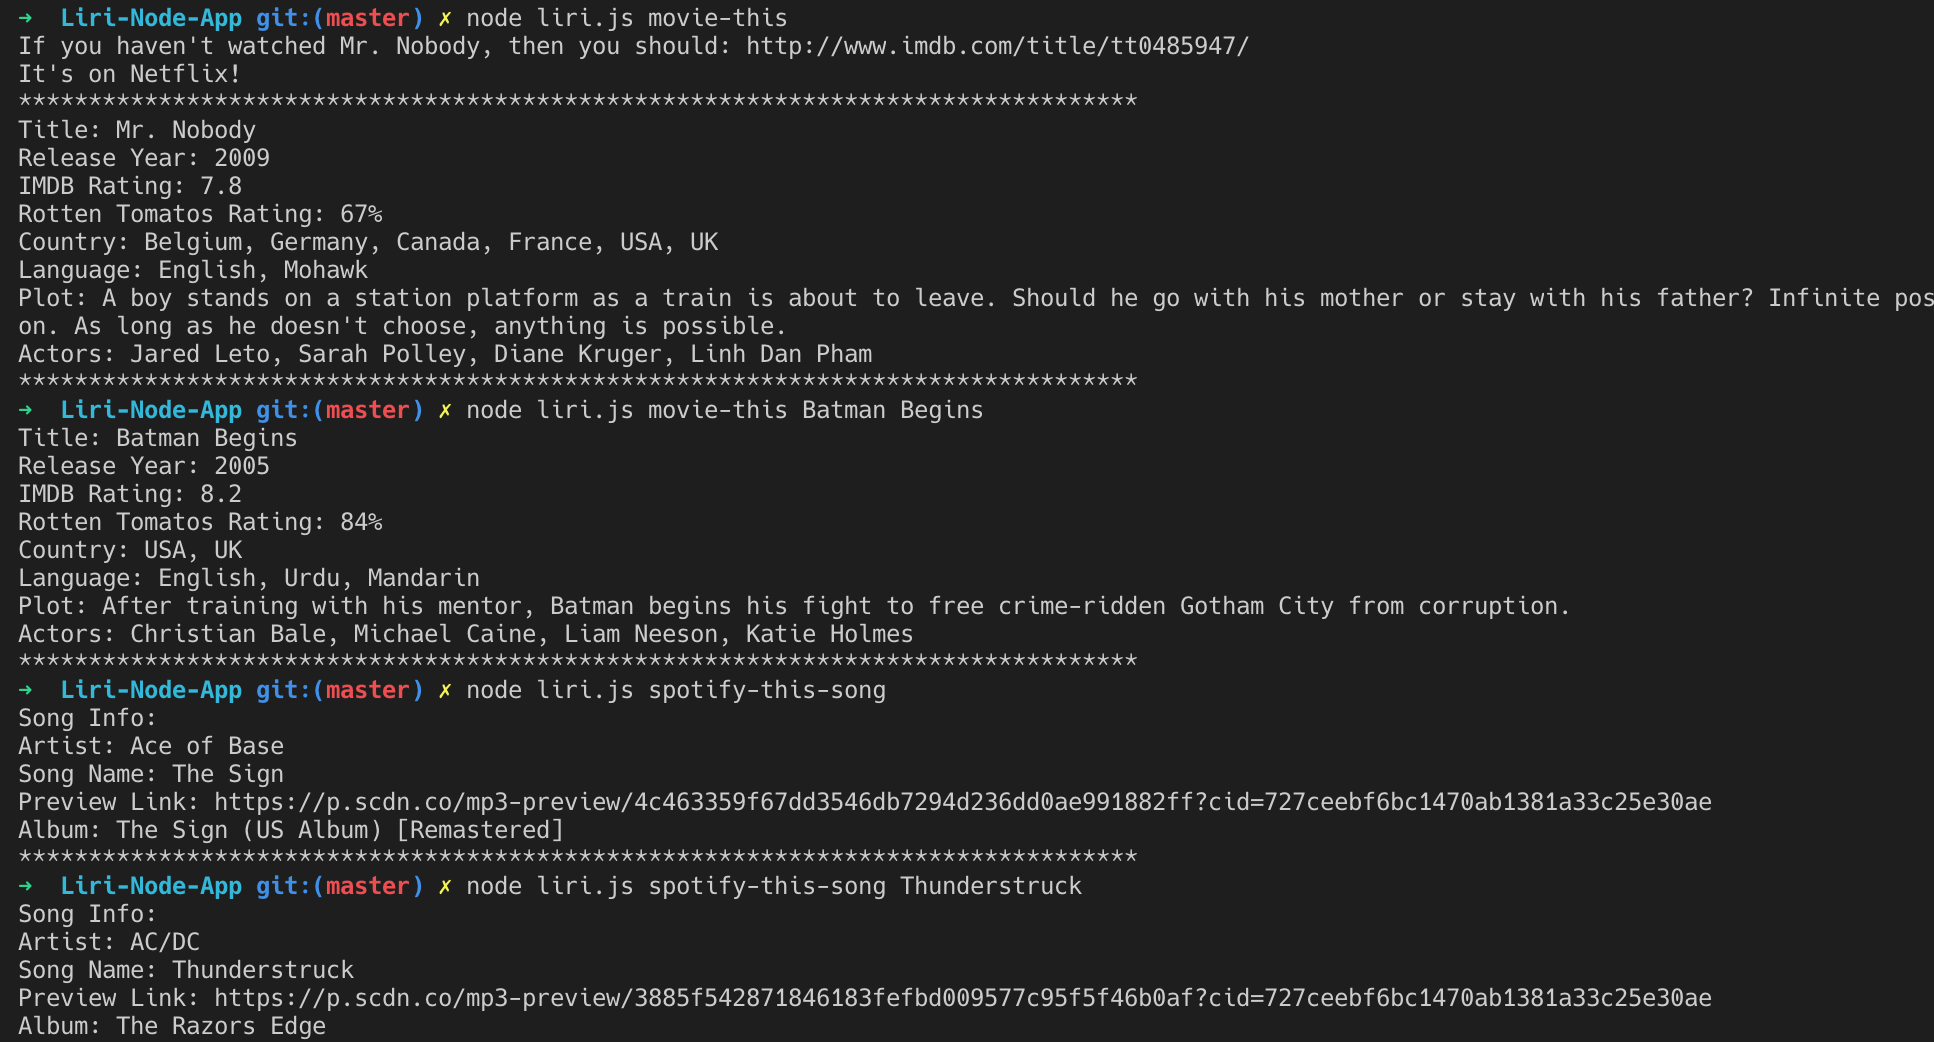 → Liri-Node-App git:(master) ✗ node liri.js movie-this
If you haven't watched Mr. Nobody, then you should: http://www.imdb.com/title/tt0485947/
It's on Netflix!
********************************************************************************
Title: Mr. Nobody
Release Year: 2009
IMDB Rating: 7.8
Rotten Tomatos Rating: 67%
Country: Belgium, Germany, Canada, France, USA, UK
Language: English, Mohawk
Plot: A boy stands on a station platform as a train is about to leave. Should he go with his mother or stay with his father? Infinite pos
on. As long as he doesn't choose, anything is possible.
Actors: Jared Leto, Sarah Polley, Diane Kruger, Linh Dan Pham
********************************************************************************
→ Liri-Node-App git:(master) ✗ node liri.js movie-this Batman Begins
Title: Batman Begins
Release Year: 2005
IMDB Rating: 8.2
Rotten Tomatos Rating: 84%
Country: USA, UK
Language: English, Urdu, Mandarin
Plot: After training with his mentor, Batman begins his fight to free crime-ridden Gotham City from corruption.
Actors: Christian Bale, Michael Caine, Liam Neeson, Katie Holmes
********************************************************************************
→ Liri-Node-App git:(master) ✗ node liri.js spotify-this-song
Song Info:
Artist: Ace of Base
Song Name: The Sign
Preview Link: https://p.scdn.co/mp3-preview/4c463359f67dd3546db7294d236dd0ae991882ff?cid=727ceebf6bc1470ab1381a33c25e30ae
Album: The Sign (US Album) [Remastered]
********************************************************************************
→ Liri-Node-App git:(master) ✗ node liri.js spotify-this-song Thunderstruck
Song Info:
Artist: AC/DC
Song Name: Thunderstruck
Preview Link: https://p.scdn.co/mp3-preview/3885f542871846183fefbd009577c95f5f46b0af?cid=727ceebf6bc1470ab1381a33c25e30ae
Album: The Razors Edge